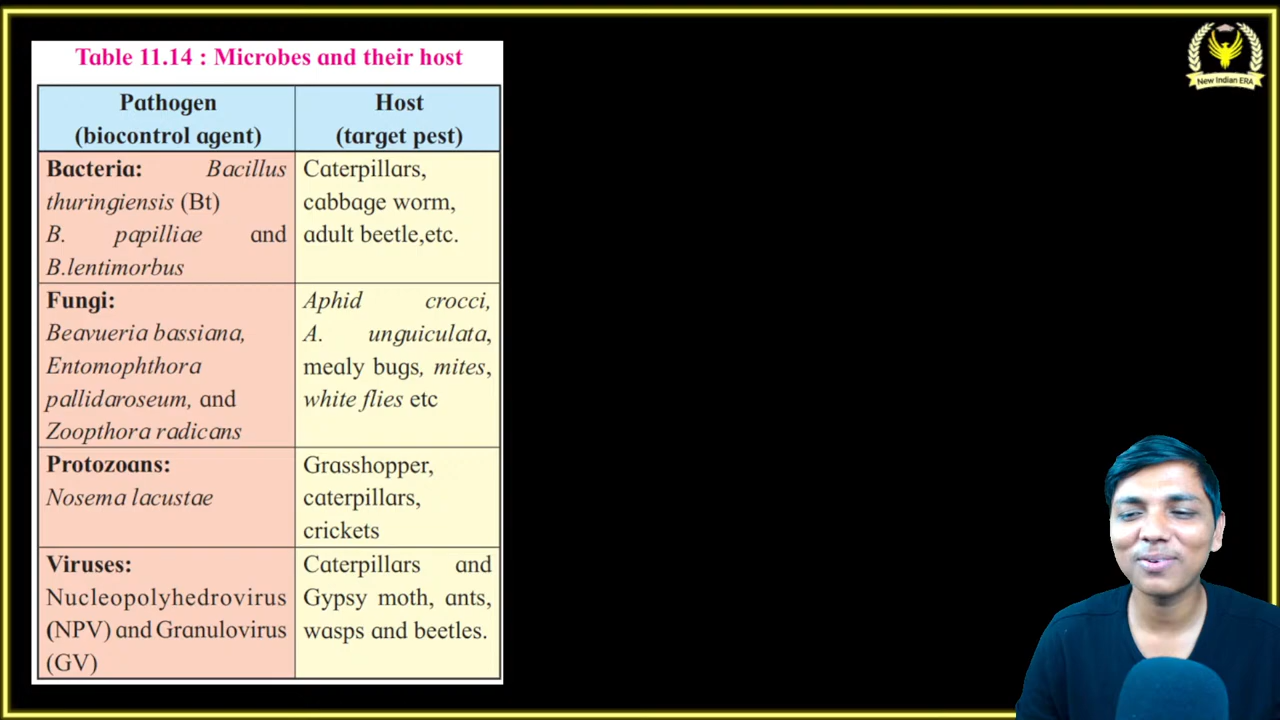 Table 11.14 : Microbes and their host
Pathogen
(biocontrol agent)
Host
(target pest)
Bacteria: Bacillus
thuringiensis (Bt)
B. papilliae and
B.lentimorbus
Caterpillars,
cabbage worm,
adult beetle,etc.
Fungi:
Beavueria bassiana,
Entomophthora
pallidaroseum, and
Zoopthora radicans
Aphid crocci,
A. unguiculata,
mealy bugs, mites,
white flies etc
Protozoans:
Nosema lacustae
Grasshopper,
caterpillars,
crickets
Viruses:
Nucleopolyhedrovirus
(NPV) and Granulovirus
(GV)
Caterpillars and
Gypsy moth, ants,
wasps and beetles.
New Indian ERA